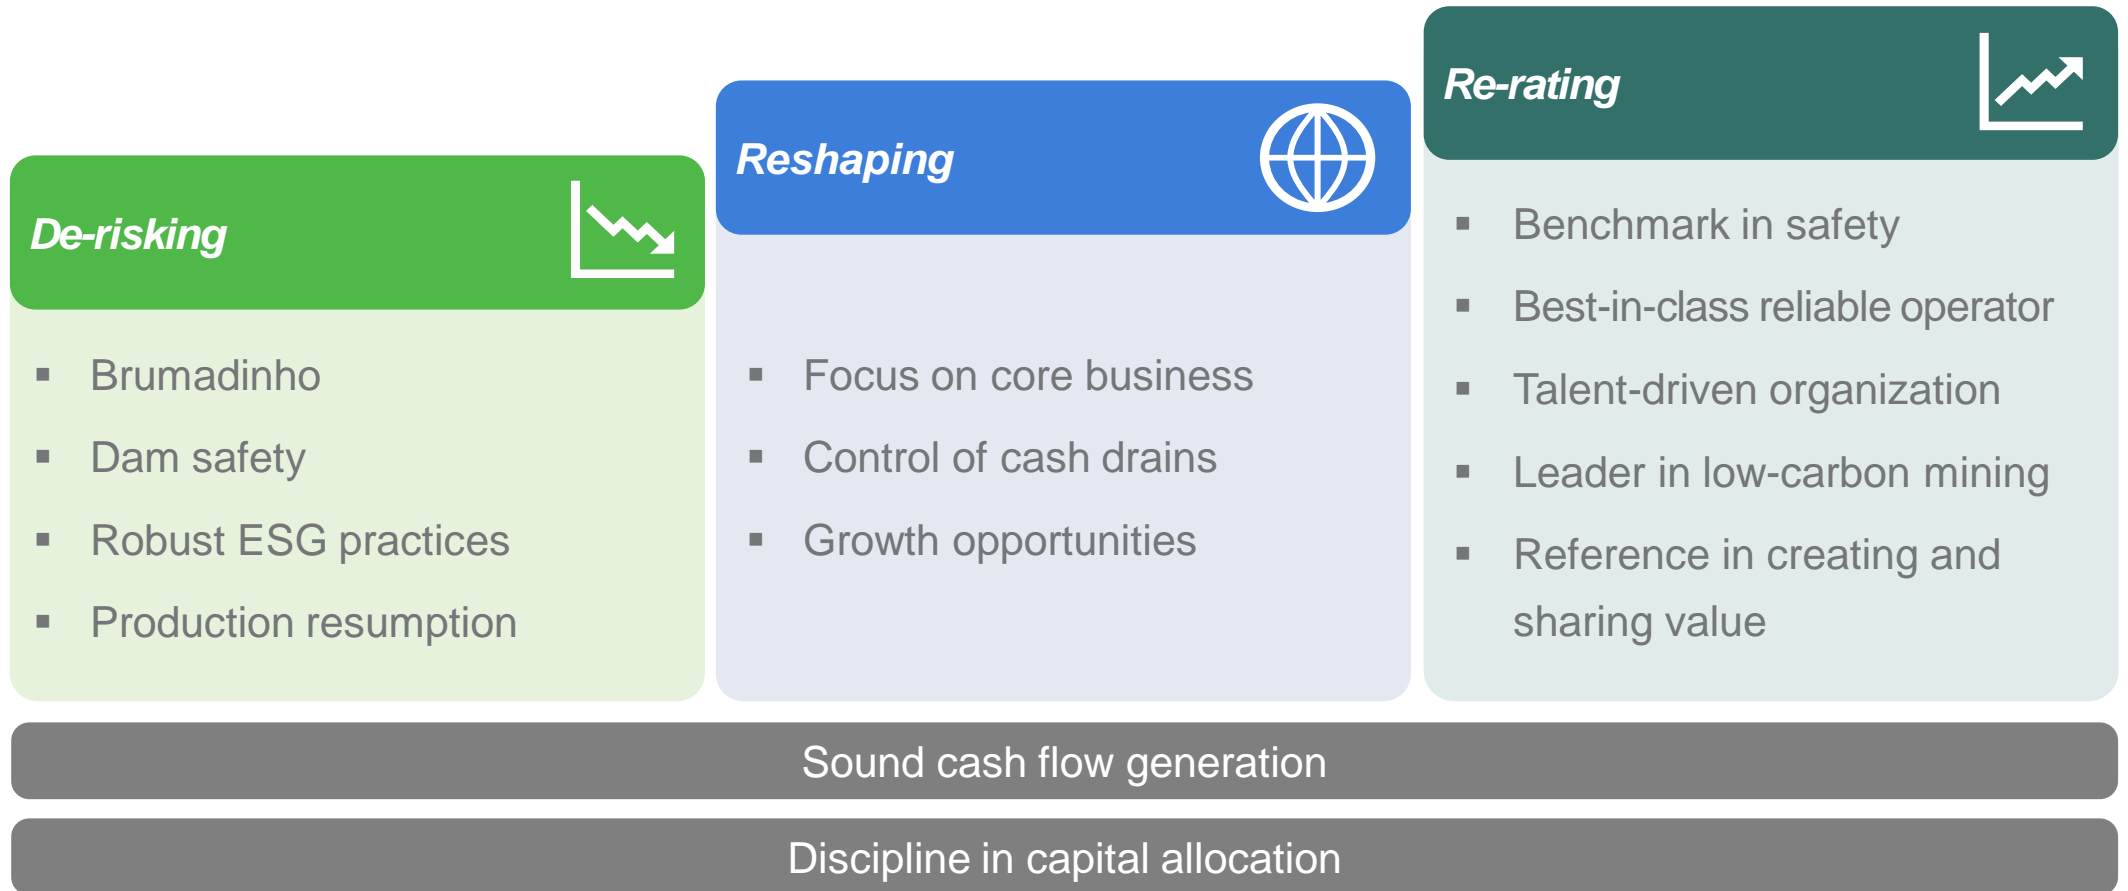 De-risking
▪ Brumadinho
▪ Dam safety
▪ Robust ESG practices
▪ Production resumption
Reshaping
▪ Focus on core business
▪ Control of cash drains
▪ Growth opportunities
Re-rating
▪ Benchmark in safety
▪ Best-in-class reliable operator
▪ Talent-driven organization
▪ Leader in low-carbon mining
▪ Reference in creating and
sharing value
Sound cash flow generation
Discipline in capital allocation